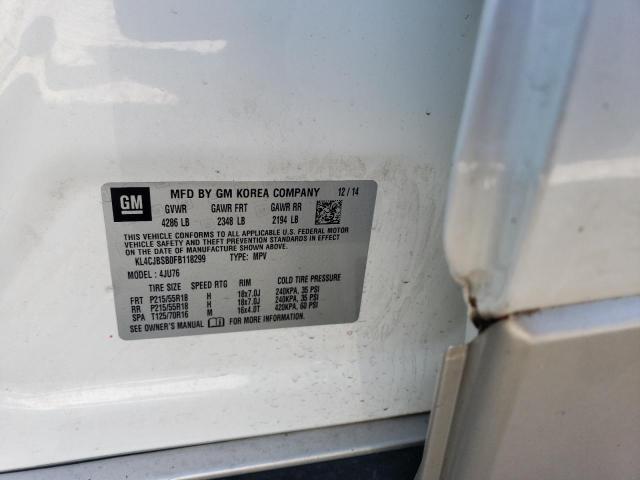 GM
MFD BY GM KOREA COMPANY 12/14
GVWR GAWR FRT GAWR RR
4286 LB 2348 LB 2194 LB
THIS VEHICLE CONFORMS TO ALL APPLICABLE U.S. FEDERAL MOTOR
VEHICLE SAFETY AND THEFT PREVENTION STANDARDS IN EFFECT
ON THE DATE OF MANUFACTURE SHOWN ABOVE.
KL4CJBSB0FB118299 TYPE: MPV
MODEL : 4JU76
TIRE SIZE SPEED RTG RIM COLD TIRE PRESSURE
FRT P215/55R18 H 18x7.0J 240KPA, 35 PSI
RR P215/55R18 H 18x7.0J 240KPA, 35 PSI
SPA T125/70R16 M 16x4.0T 420KPA, 60 PSI
SEE OWNER'S MANUAL FOR MORE INFORMATION.